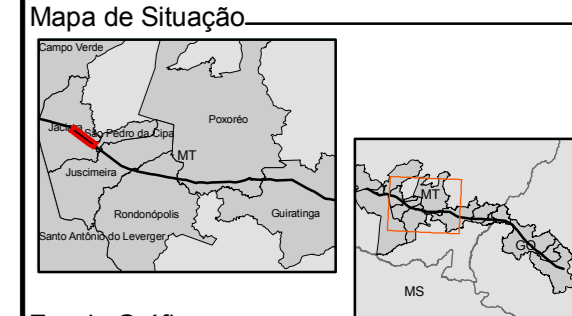 Mapa de Situação
Campo Verde
Poxoréo
Jaciara São Pedro da Cipa
MT
Juscimeira
Rondonópolis
Guiratinga
Santo Antônio do Leverger
MT
GO
MS